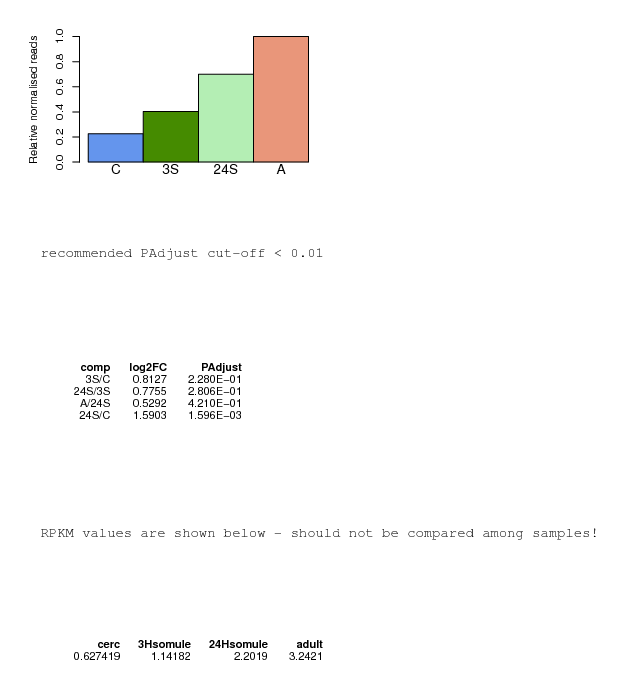 Relative normalised reads
1.0
0.8
0.6
0.4
0.2
0.0
C 3S 24S A
recommended PAdjust cut-off < 0.01
comp log2FC PAdjust
3S/C 0.8127 2.280E−01
24S/3S 0.7755 2.806E−01
A/24S 0.5292 4.210E−01
24S/C 1.5903 1.596E−03
RPKM values are shown below - should not be compared among samples!
cerc 3Hsomule 24Hsomule adult
0.627419 1.14182 2.2019 3.2421